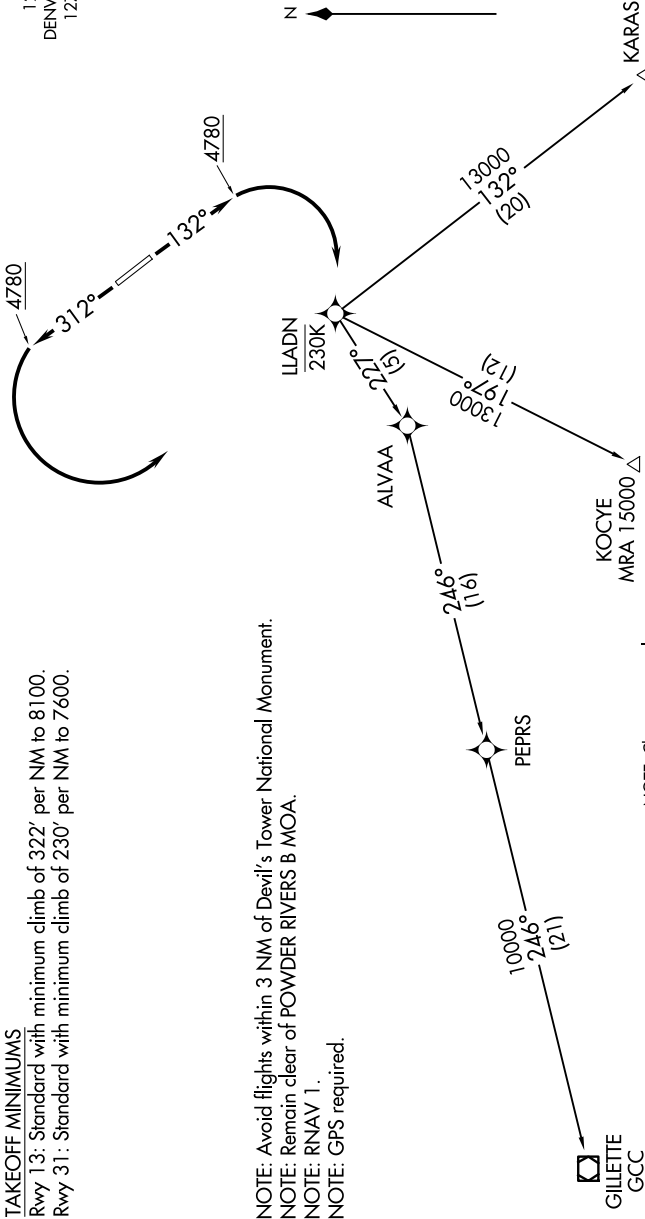 TAKEOFF MINIMUMS
Rwy 13: Standard with minimum climb of 322' per NM to 8100.
Rwy 31: Standard with minimum climb of 230' per NM to 7600.
NOTE: Avoid flights within 3 NM of Devil's Tower National Monument.
NOTE: Remain clear of POWDER RIVERS B MOA.
NOTE: RNAV 1.
NOTE: GPS required.
4780
312°
132°
4780
N
LLADN
230K
227°
(5)
ALVAA
13000
197°
(12)
13000
132°
(20)
KARAS
KOCYE
MRA 15000
246°
(16)
PEPRS
10000
246°
(21)
GILLETTE
GCC